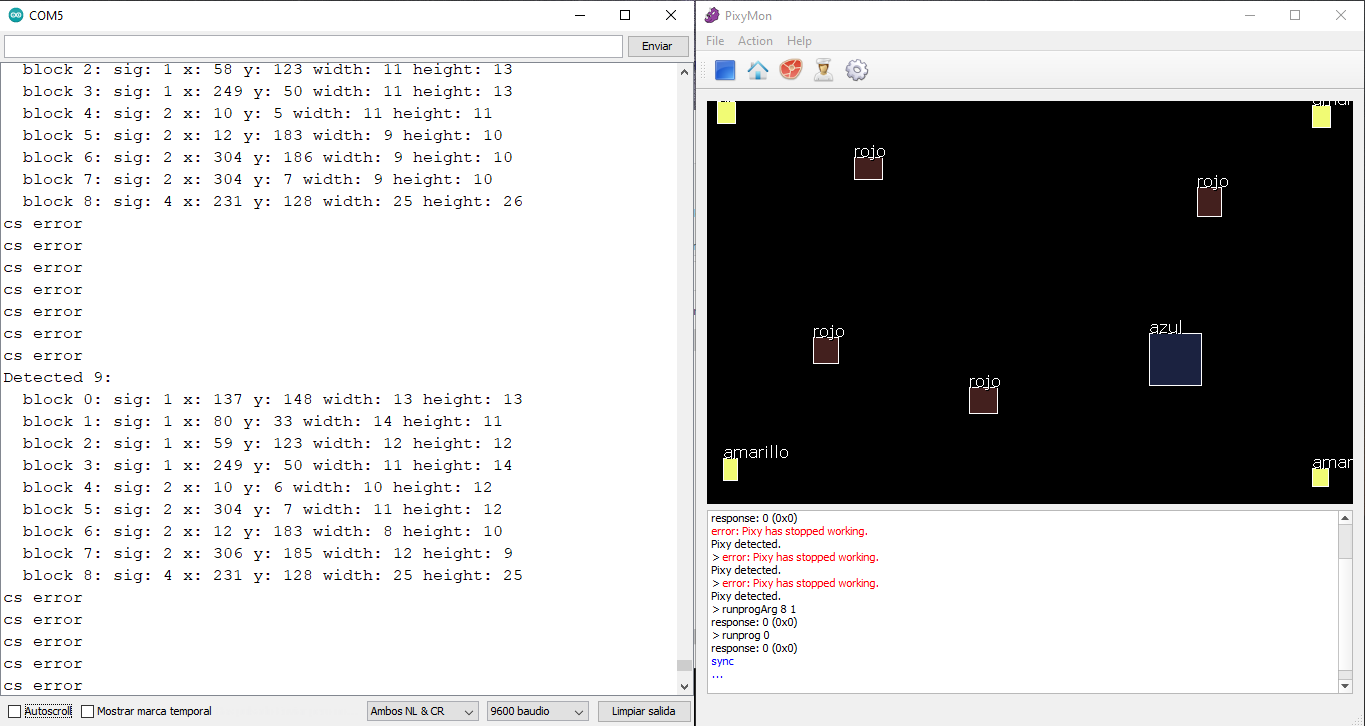 COM5
Enviar
block 2: sig: 1 x: 58 y: 123 width: 11 height: 13
block 3: sig: 1 x: 249 y: 50 width: 11 height: 13
block 4: sig: 2 x: 10 y: 5 width: 11 height: 11
block 5: sig: 2 x: 12 y: 183 width: 9 height: 10
block 6: sig: 2 x: 304 y: 186 width: 9 height: 10
block 7: sig: 2 x: 304 y: 7 width: 9 height: 10
block 8: sig: 4 x: 231 y: 128 width: 25 height: 26
cs error
cs error
cs error
cs error
cs error
cs error
cs error
Detected 9:
block 0: sig: 1 x: 137 y: 148 width: 13 height: 13
block 1: sig: 1 x: 80 y: 33 width: 14 height: 11
block 2: sig: 1 x: 59 y: 123 width: 12 height: 12
block 3: sig: 1 x: 249 y: 50 width: 11 height: 14
block 4: sig: 2 x: 10 y: 6 width: 10 height: 12
block 5: sig: 2 x: 304 y: 7 width: 11 height: 12
block 6: sig: 2 x: 12 y: 183 width: 8 height: 10
block 7: sig: 2 x: 306 y: 185 width: 12 height: 9
block 8: sig: 4 x: 231 y: 128 width: 25 height: 25
cs error
cs error
cs error
cs error
cs error
Autoscroll
Mostrar marca temporal
Ambos NL & CR
9600 baudio
Limpiar salida
PixyMon
File Action Help
rojo
rojo
rojo
azul
rojo
amarillo
amar
response: 0 (0x0)
error: Pixy has stopped working.
Pixy detected.
> error: Pixy has stopped working.
Pixy detected.
> error: Pixy has stopped working.
Pixy detected.
> runprogArg 8 1
response: 0 (0x0)
> runprog 0
response: 0 (0x0)
sync
...